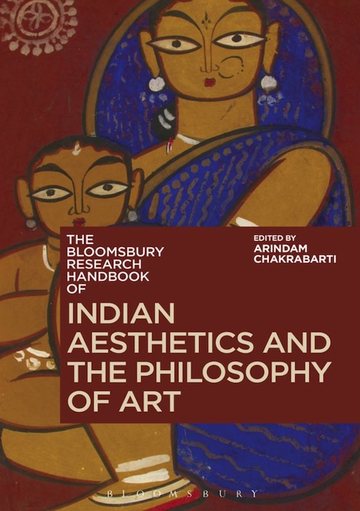 THE
BLOOMSBURY
RESEARCH
HANDBOOK
OF
EDITED BY
ARINDAM
CHAKRABARTI
INDIAN
AESTHETICS AND
THE PHILOSOPHY
OF ART
BLOOMSBURY